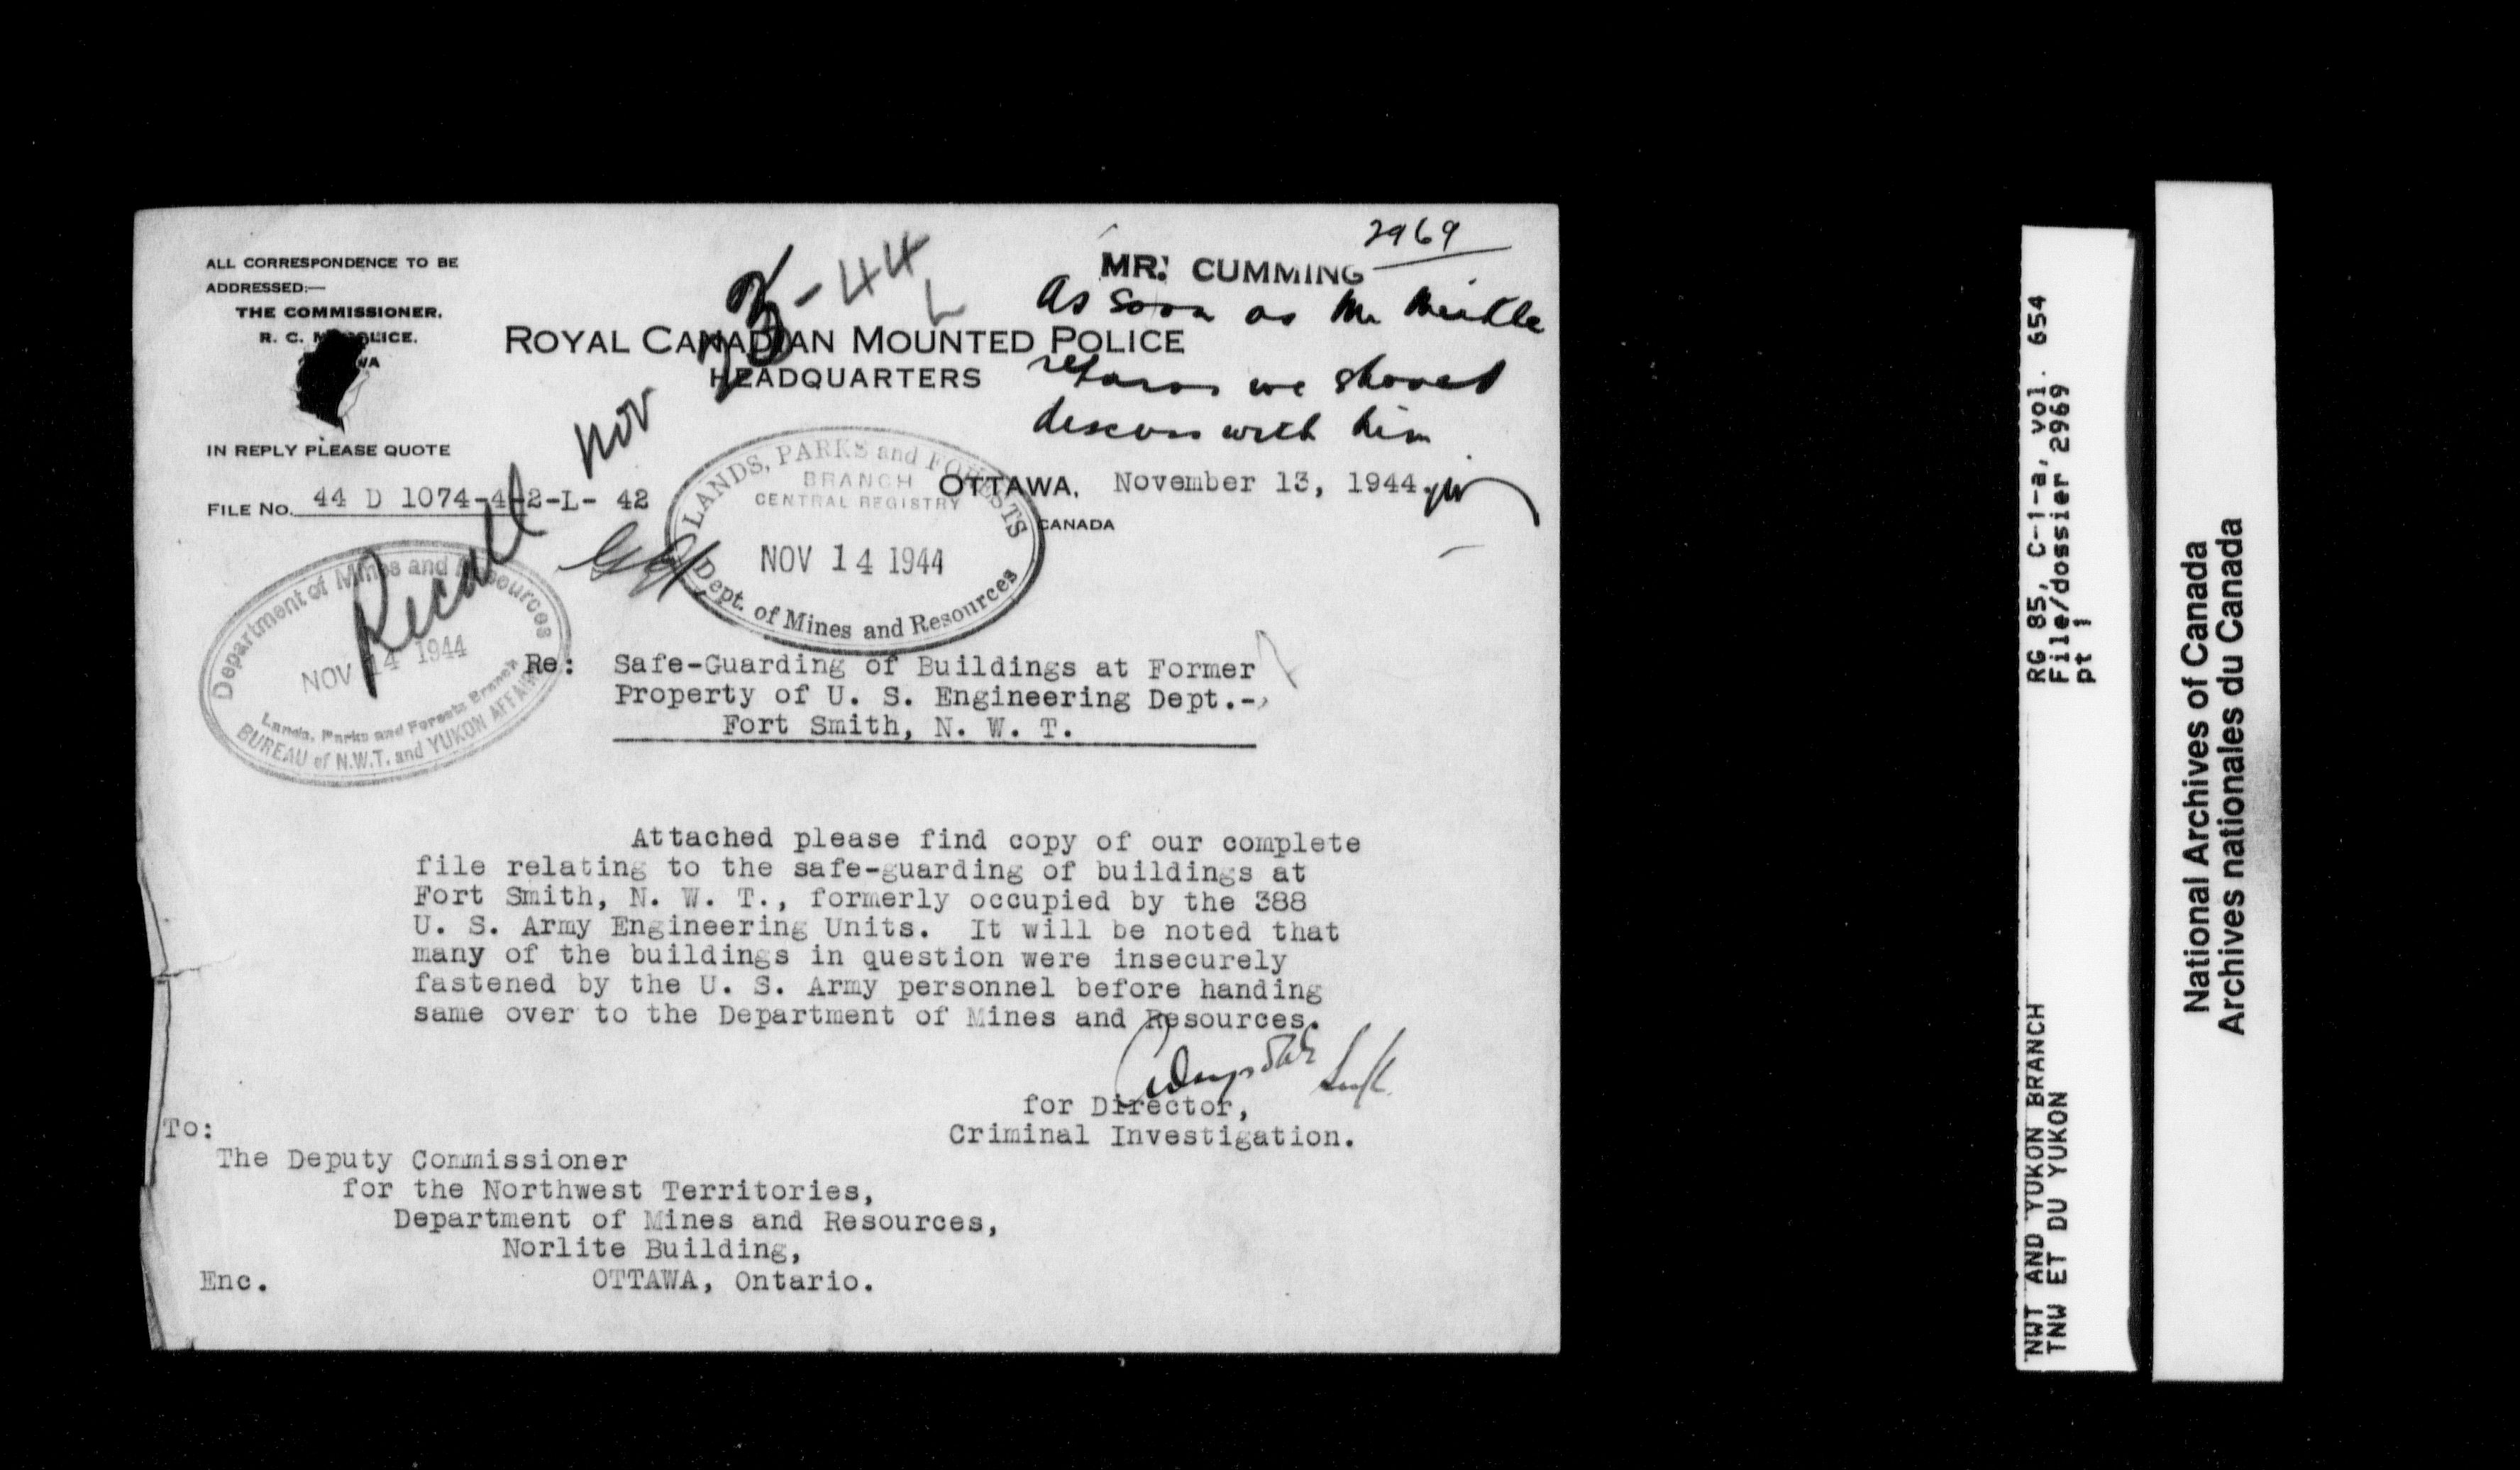 ALL CORRESPONDENCE TO BE
ADDRESSED:—
THE COMMISSIONER,
R. C. M. POLICE,
2969
MR. CUMMING
As soon as Mr Meikle
returns we should
discuss with him
ROYAL CANADIAN MOUNTED POLICE
HEADQUARTERS
IN REPLY PLEASE QUOTE
FILE NO. 44 D 1074-4-2-L- 42
Recall Nov
-44
OTTAWA, November 13, 1944.
CANADA
LANDS, PARKS and FORESTS
BRANCH
CENTRAL REGISTRY
NOV 14 1944
Dept. of Mines and Resources
Department of Mines and Resources
NOV 14 1944
Lands, Parks and Forests Branch
BUREAU of N.W.T. and YUKON AFFAIRS
Re: Safe-Guarding of Buildings at Former
Property of U. S. Engineering Dept.-,
Fort Smith, N. W. T.
Attached please find copy of our complete
file relating to the safe-guarding of buildings at
Fort Smith, N. W. T., formerly occupied by the 388
U. S. Army Engineering Units. It will be noted that
many of the buildings in question were insecurely
fastened by the U. S. Army personnel before handing
same over to the Department of Mines and Resources.
for Director,
Criminal Investigation.
To:
The Deputy Commissioner
for the Northwest Territories,
Department of Mines and Resources,
Norlite Building,
Enc. OTTAWA, Ontario.
NWT AND YUKON BRANCH
TNW ET DU YUKON
RG 85, C-1-a, vol. 654
File/dossier 2969
pt 1
National Archives of Canada
Archives nationales du Canada